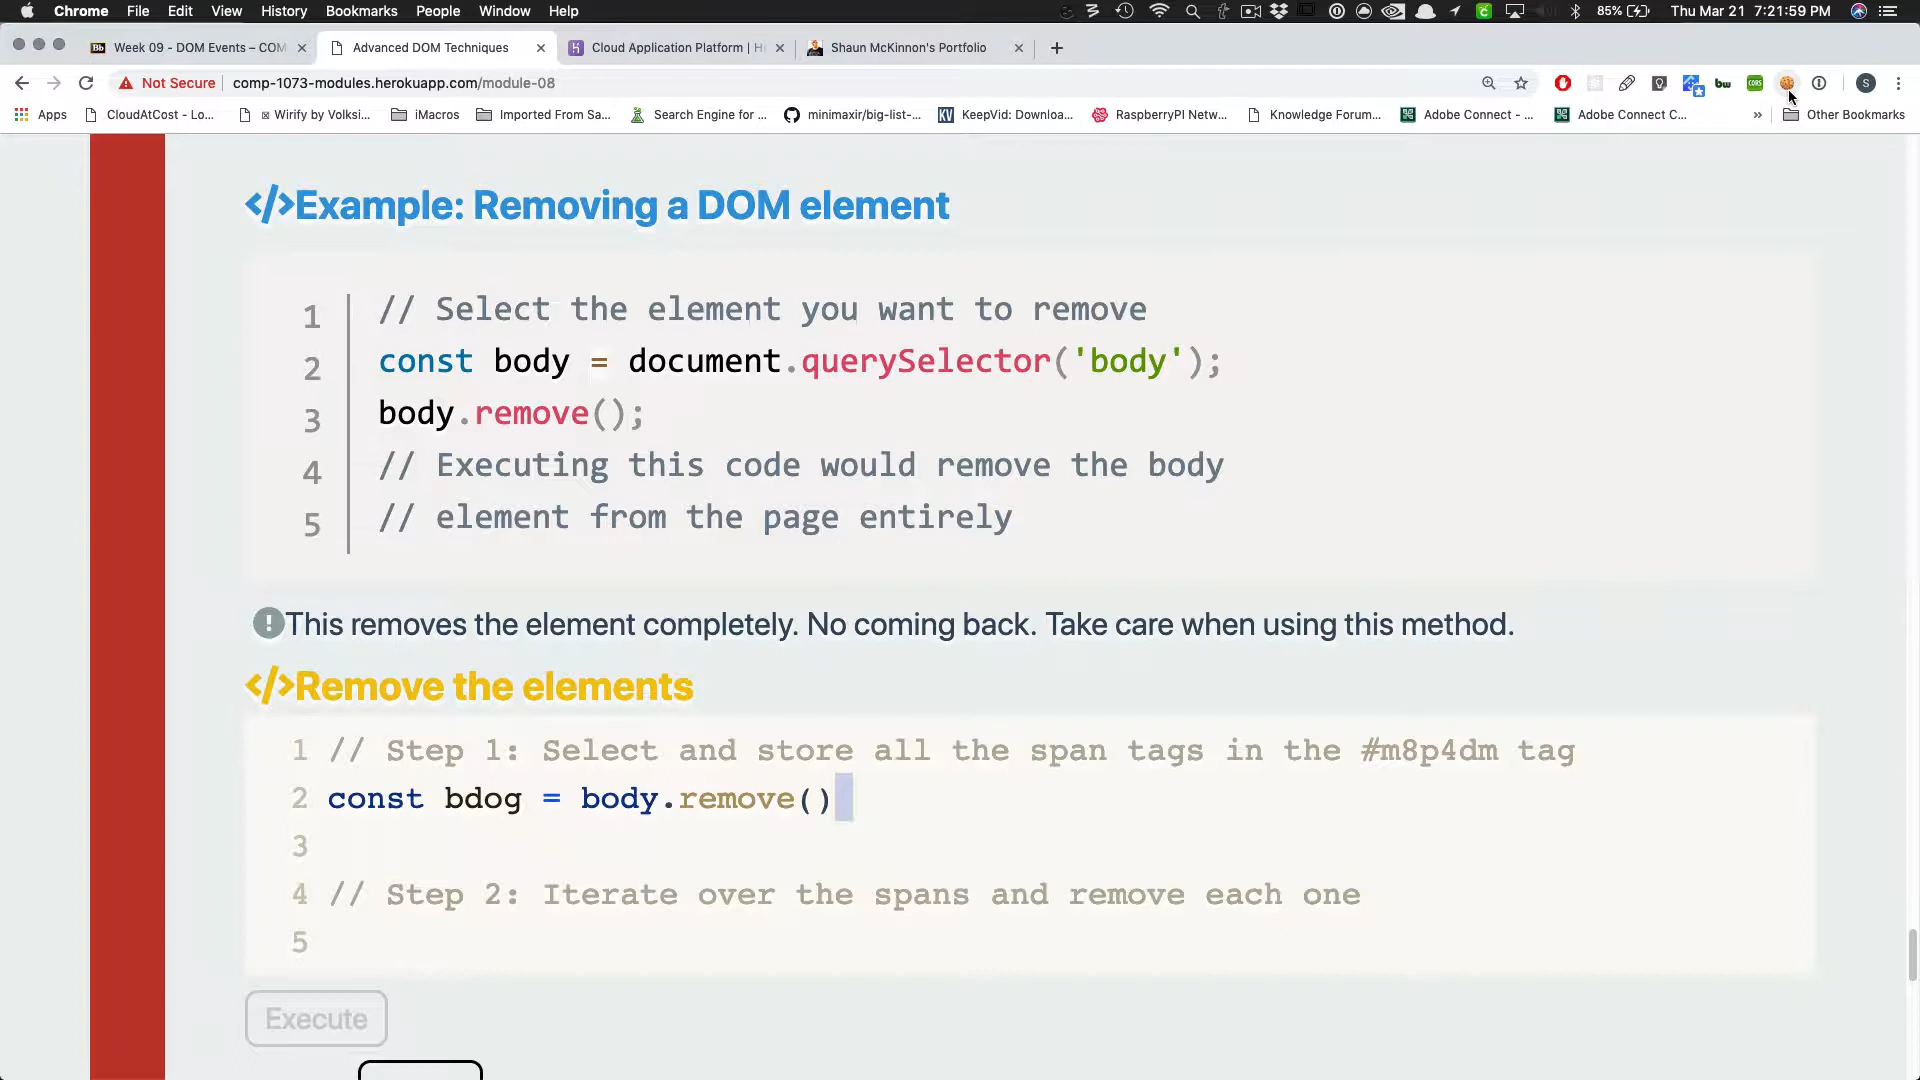 Chrome File Edit View History Bookmarks People Window Help 85% Thu Mar 21 7:21:59 PM
Bb Week 09 - DOM Events – COM Advanced DOM Techniques Cloud Application Platform | H Shaun McKinnon's Portfolio
Not Secure comp-1073-modules.herokuapp.com/module-08
Apps CloudAtCost - Lo... Wirify by Volksi... iMacros Imported From Sa... Search Engine for ... minimaxir/big-list-... KV KeepVid: Downloa... RaspberryPI Netw... Knowledge Forum... Adobe Connect - ... Adobe Connect C... » Other Bookmarks
</>Example: Removing a DOM element
1 // Select the element you want to remove
2 const body = document.querySelector('body');
3 body.remove();
4 // Executing this code would remove the body
5 // element from the page entirely
This removes the element completely. No coming back. Take care when using this method.
</>Remove the elements
1 // Step 1: Select and store all the span tags in the #m8p4dm tag
2 const bdog = body.remove()
3
4 // Step 2: Iterate over the spans and remove each one
5
Execute